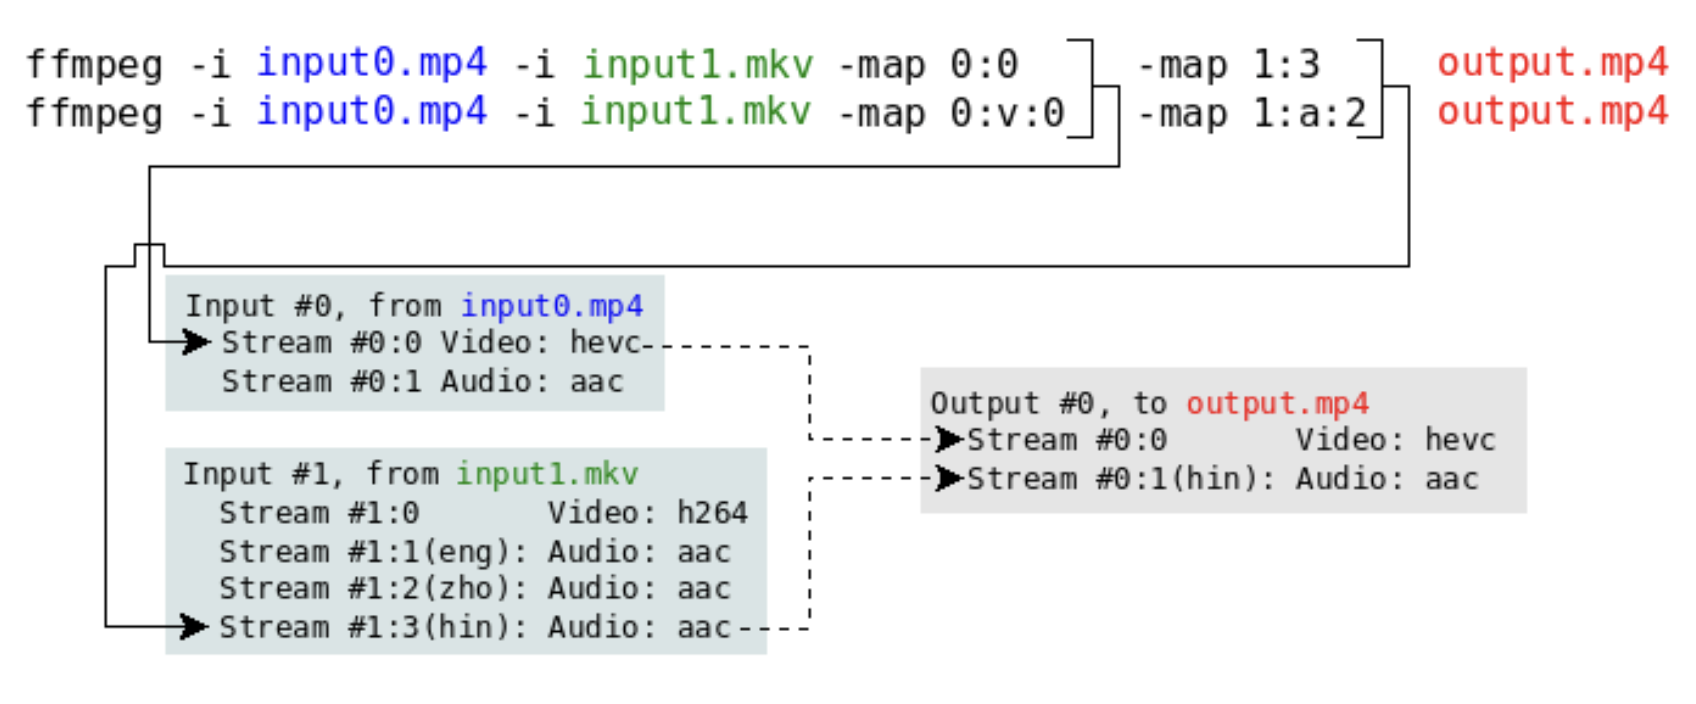 ffmpeg -i input0.mp4 -i input1.mkv -map 0:0 -map 1:3 output.mp4
ffmpeg -i input0.mp4 -i input1.mkv -map 0:v:0 -map 1:a:2 output.mp4
Input #0, from input0.mp4
Stream #0:0 Video: hevc
Stream #0:1 Audio: aac
Input #1, from input1.mkv
Stream #1:0 Video: h264
Stream #1:1(eng): Audio: aac
Stream #1:2(zho): Audio: aac
Stream #1:3(hin): Audio: aac
Output #0, to output.mp4
Stream #0:0 Video: hevc
Stream #0:1(hin): Audio: aac